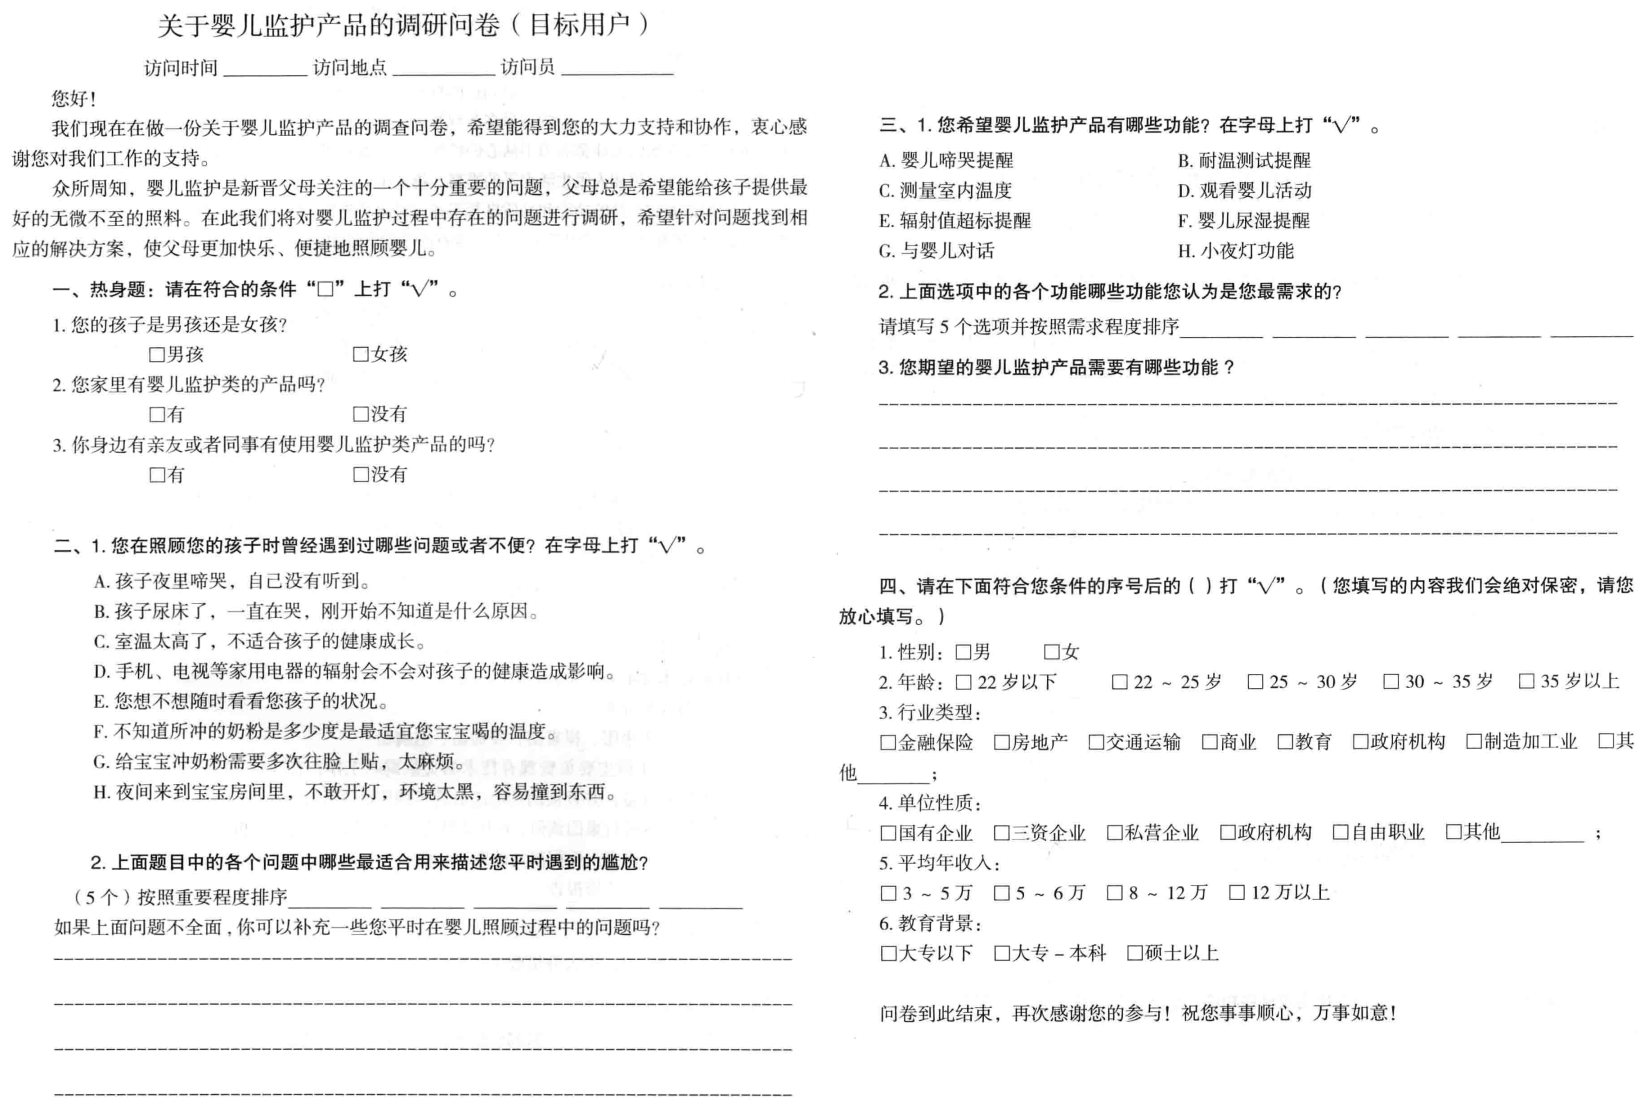 关于婴儿监护产品的调研问卷（目标用户）
访问时间 ________ 访问地点 __________ 访问员 ___________
您好！
我们现在在做一份关于婴儿监护产品的调查问卷，希望能得到您的大力支持和协作，衷心感
谢您对我们工作的支持。
众所周知，婴儿监护是新晋父母关注的一个十分重要的问题，父母总是希望能给孩子提供最
好的无微不至的照料。在此我们将对婴儿监护过程中存在的问题进行调研，希望针对问题找到相
应的解决方案，使父母更加快乐、便捷地照顾婴儿。
一、热身题：请在符合的条件“□”上打“√”。
1. 您的孩子是男孩还是女孩？
□男孩 □女孩
2. 您家里有婴儿监护类的产品吗？
□有 □没有
3. 你身边有亲友或者同事有使用婴儿监护类产品的吗？
□有 □没有
二、1. 您在照顾您的孩子时曾经遇到过哪些问题或者不便？在字母上打“√”。
A. 孩子夜里啼哭，自己没有听到。
B. 孩子尿床了，一直在哭，刚开始不知道是什么原因。
C. 室温太高了，不适合孩子的健康成长。
D. 手机、电视等家用电器的辐射会不会对孩子的健康造成影响。
E. 您想不想随时看看您孩子的状况。
F. 不知道所冲的奶粉是多少度是最适宜您宝宝喝的温度。
G. 给宝宝冲奶粉需要多次往脸上贴，太麻烦。
H. 夜间来到宝宝房间里，不敢开灯，环境太黑，容易撞到东西。
2. 上面题目中的各个问题中哪些最适合用来描述您平时遇到的尴尬？
（5 个）按照重要程度排序________ ________ ________ ________ ________
如果上面问题不全面，你可以补充一些您平时在婴儿照顾过程中的问题吗？
三、1. 您希望婴儿监护产品有哪些功能？在字母上打“√”。
A. 婴儿啼哭提醒 B. 耐温测试提醒
C. 测量室内温度 D. 观看婴儿活动
E. 辐射值超标提醒 F. 婴儿尿湿提醒
G. 与婴儿对话 H. 小夜灯功能
2. 上面选项中的各个功能哪些功能您认为是您最需求的？
请填写 5 个选项并按照需求程度排序________ ________ ________ ________ ________
3. 您期望的婴儿监护产品需要有哪些功能？
四、请在下面符合您条件的序号后的（ ）打“√”。（您填写的内容我们会绝对保密，请您
放心填写。）
1. 性别：□男 □女
2. 年龄：□ 22 岁以下 □ 22 ~ 25 岁 □ 25 ~ 30 岁 □ 30 ~ 35 岁 □ 35 岁以上
3. 行业类型：
□金融保险 □房地产 □交通运输 □商业 □教育 □政府机构 □制造加工业 □其
他_______；
4. 单位性质：
□国有企业 □三资企业 □私营企业 □政府机构 □自由职业 □其他________；
5. 平均年收入：
□ 3 ~ 5 万 □ 5 ~ 6 万 □ 8 ~ 12 万 □ 12 万以上
6. 教育背景：
□大专以下 □大专 – 本科 □硕士以上
问卷到此结束，再次感谢您的参与！祝您事事顺心，万事如意！